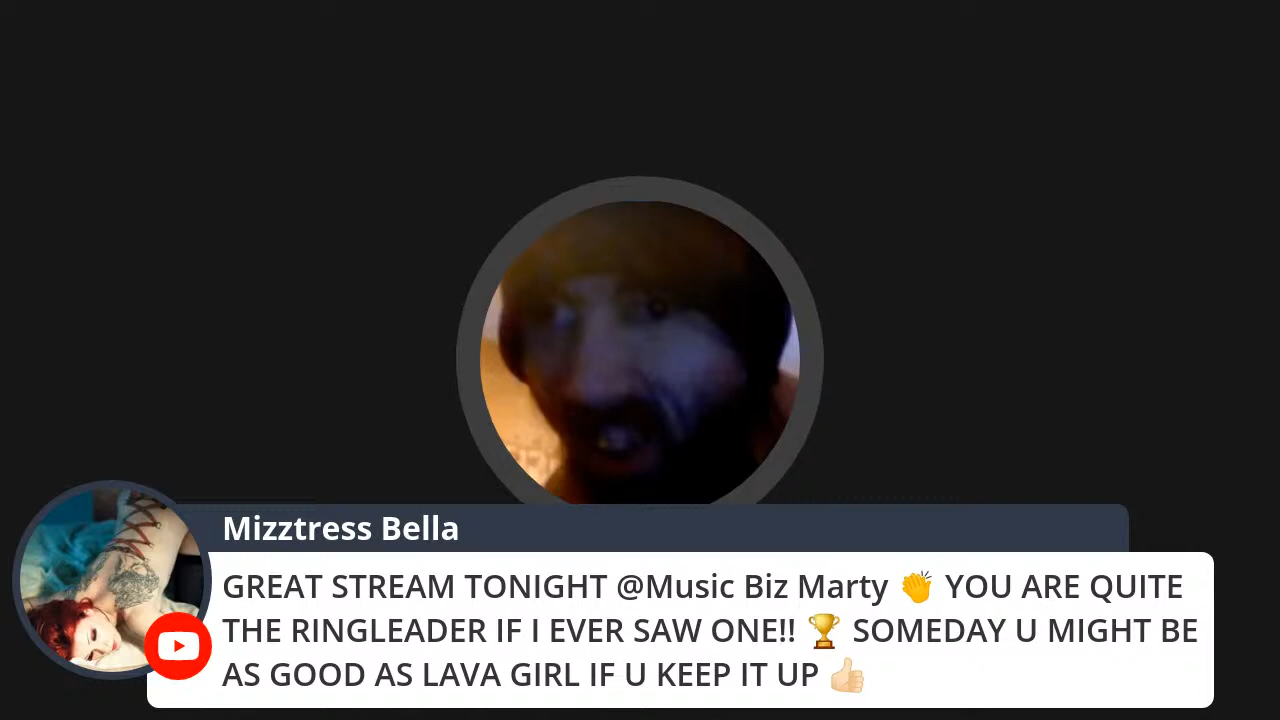 Mizztress Bella
GREAT STREAM TONIGHT @Music Biz Marty 👏 YOU ARE QUITE
THE RINGLEADER IF I EVER SAW ONE!! 🏆 SOMEDAY U MIGHT BE
AS GOOD AS LAVA GIRL IF U KEEP IT UP 👍🏻